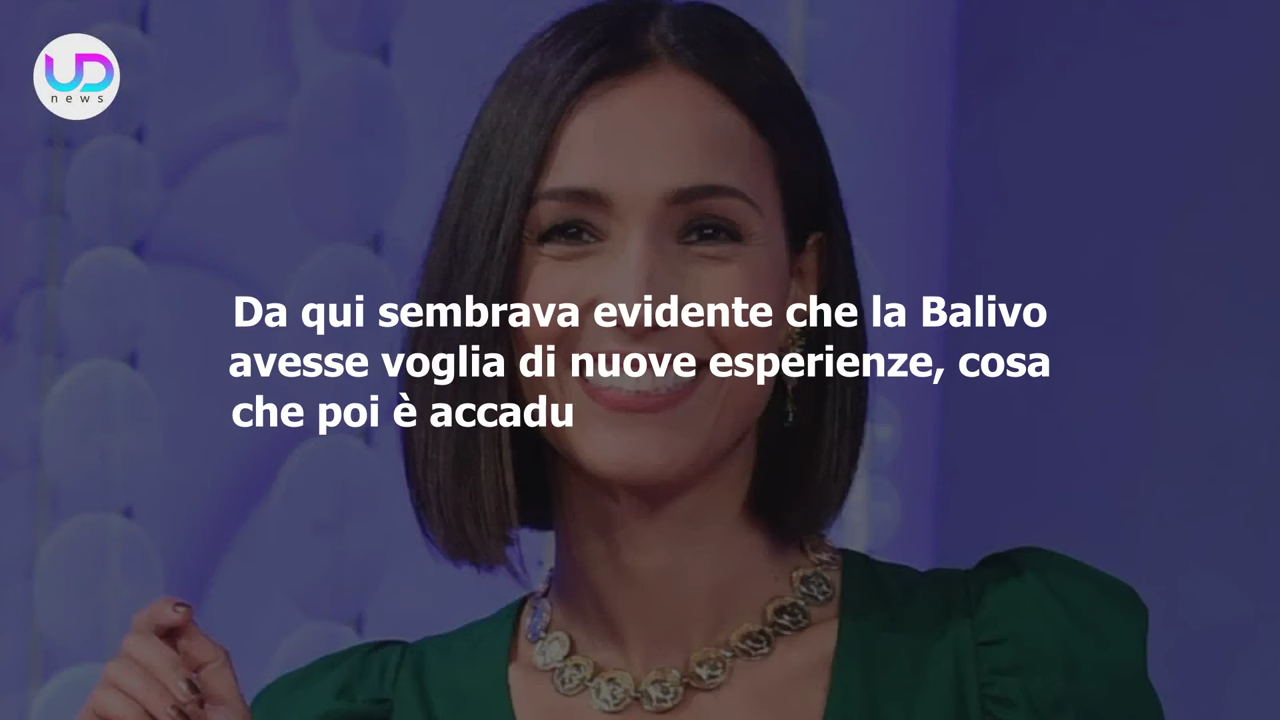 UD
news
Da qui sembrava evidente che la Balivo
avesse voglia di nuove esperienze, cosa
che poi è accadu